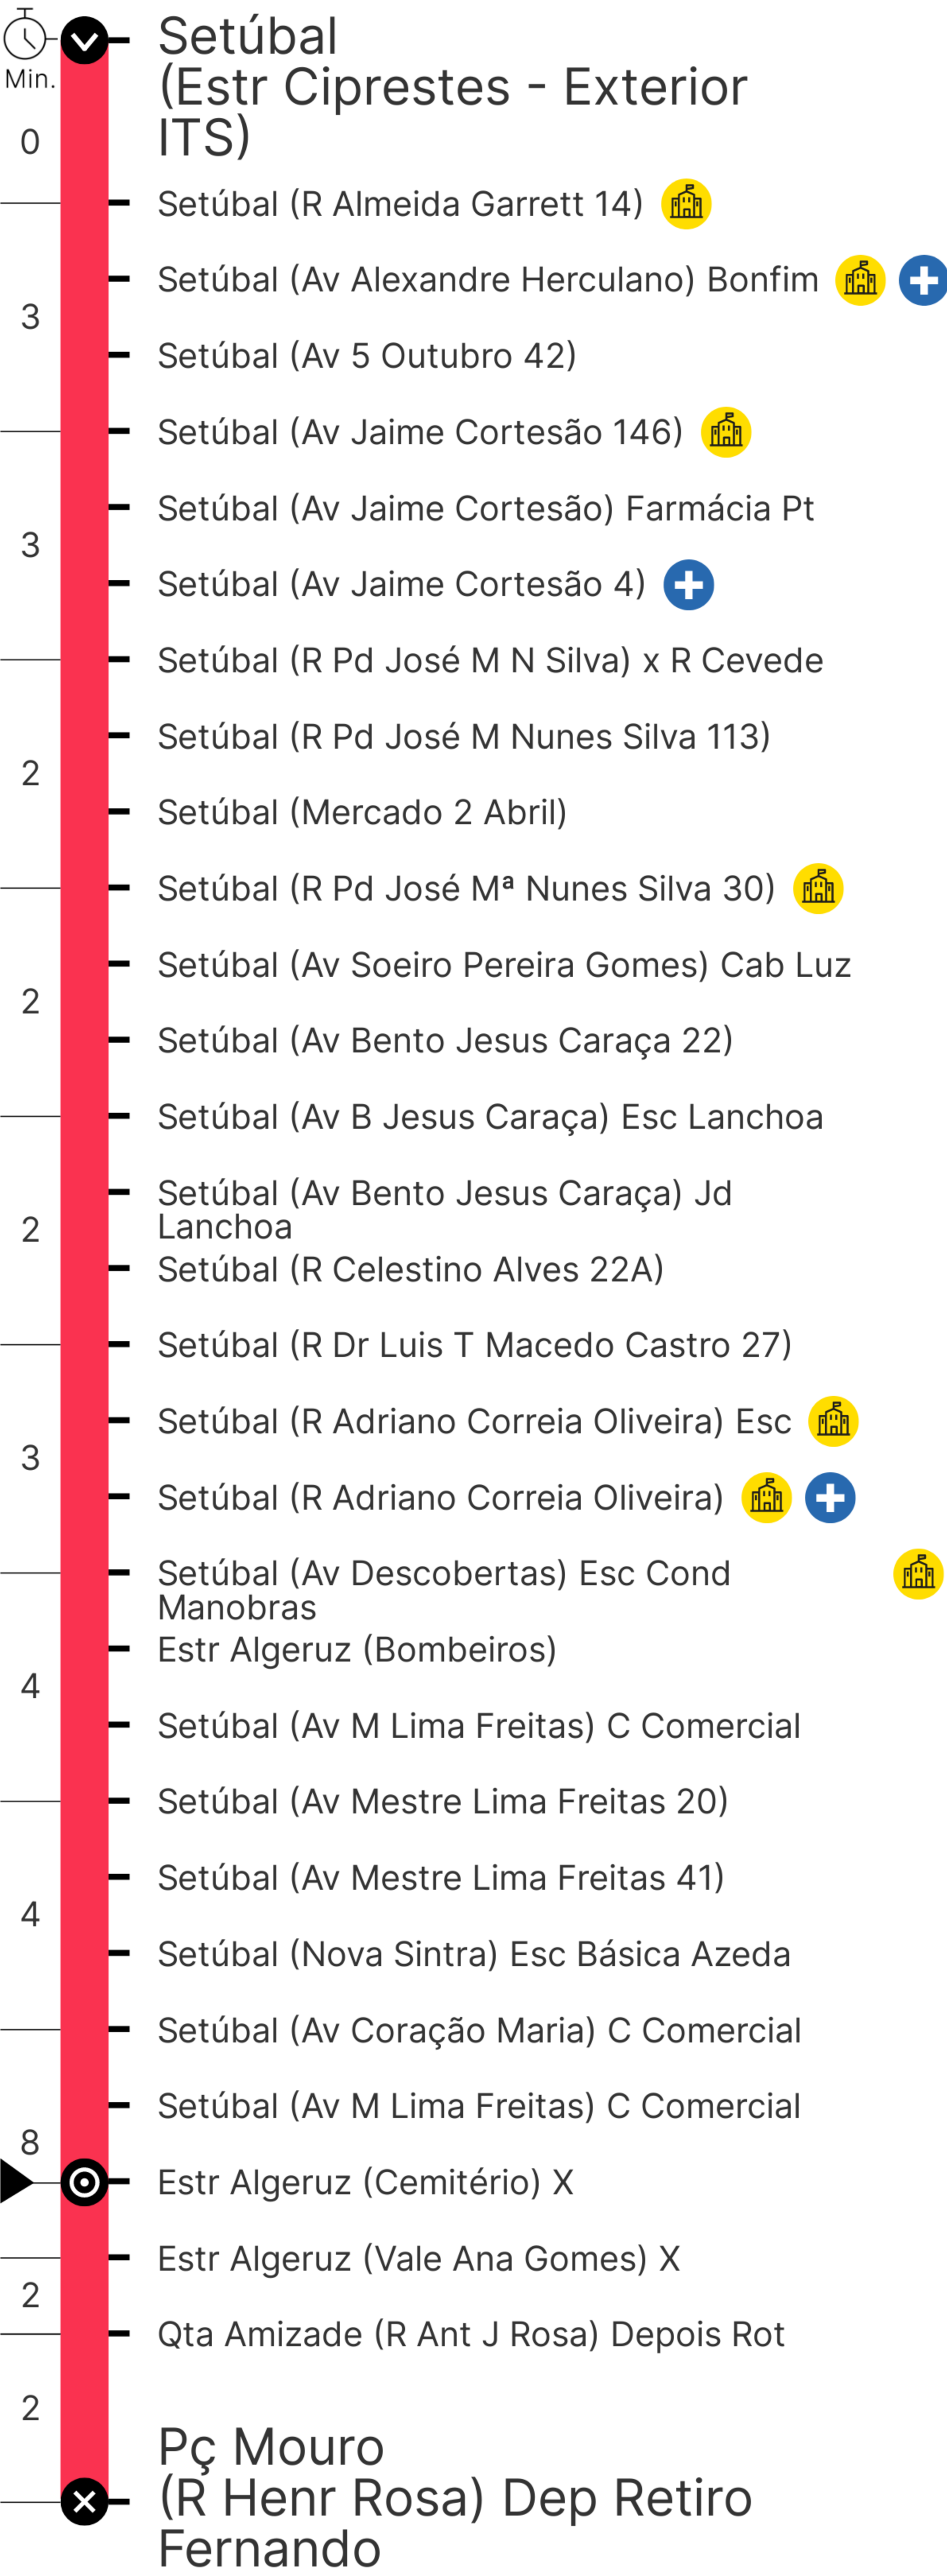 Setúbal
(Estr Ciprestes - Exterior
ITS)
Min.
0
Setúbal (R Almeida Garrett 14)
Setúbal (Av Alexandre Herculano) Bonfim
3
Setúbal (Av 5 Outubro 42)
Setúbal (Av Jaime Cortesão 146)
Setúbal (Av Jaime Cortesão) Farmácia Pt
3
Setúbal (Av Jaime Cortesão 4)
Setúbal (R Pd José M N Silva) x R Cevede
Setúbal (R Pd José M Nunes Silva 113)
2
Setúbal (Mercado 2 Abril)
Setúbal (R Pd José Mª Nunes Silva 30)
Setúbal (Av Soeiro Pereira Gomes) Cab Luz
2
Setúbal (Av Bento Jesus Caraça 22)
Setúbal (Av B Jesus Caraça) Esc Lanchoa
Setúbal (Av Bento Jesus Caraça) Jd
Lanchoa
2
Setúbal (R Celestino Alves 22A)
Setúbal (R Dr Luis T Macedo Castro 27)
Setúbal (R Adriano Correia Oliveira) Esc
3
Setúbal (R Adriano Correia Oliveira)
Setúbal (Av Descobertas) Esc Cond
Manobras
Estr Algeruz (Bombeiros)
4
Setúbal (Av M Lima Freitas) C Comercial
Setúbal (Av Mestre Lima Freitas 20)
Setúbal (Av Mestre Lima Freitas 41)
4
Setúbal (Nova Sintra) Esc Básica Azeda
Setúbal (Av Coração Maria) C Comercial
Setúbal (Av M Lima Freitas) C Comercial
8
Estr Algeruz (Cemitério) X
Estr Algeruz (Vale Ana Gomes) X
2
Qta Amizade (R Ant J Rosa) Depois Rot
2
Pç Mouro
(R Henr Rosa) Dep Retiro
Fernando